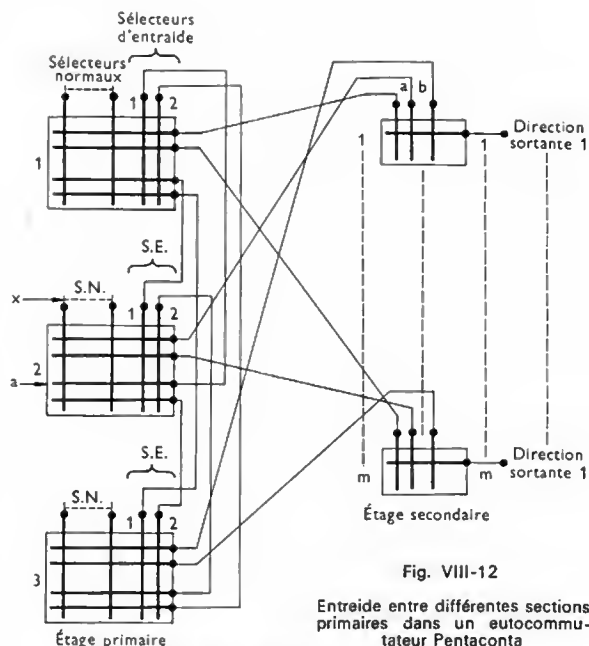 Sélecteurs
d'entraide
Sélecteurs
normaux
1
2
1
S.E.
S.N.
1
2
x
2
a
S.E.
S.N.
1
2
3
Étage primaire
a
b
1
1
Direction
sortante 1
m
m
Direction
sortante 1
Étage secondaire
Fig. VIII-12
Entreide entre différentes sections
primaires dans un eutocommu-
tateur Pentaconta